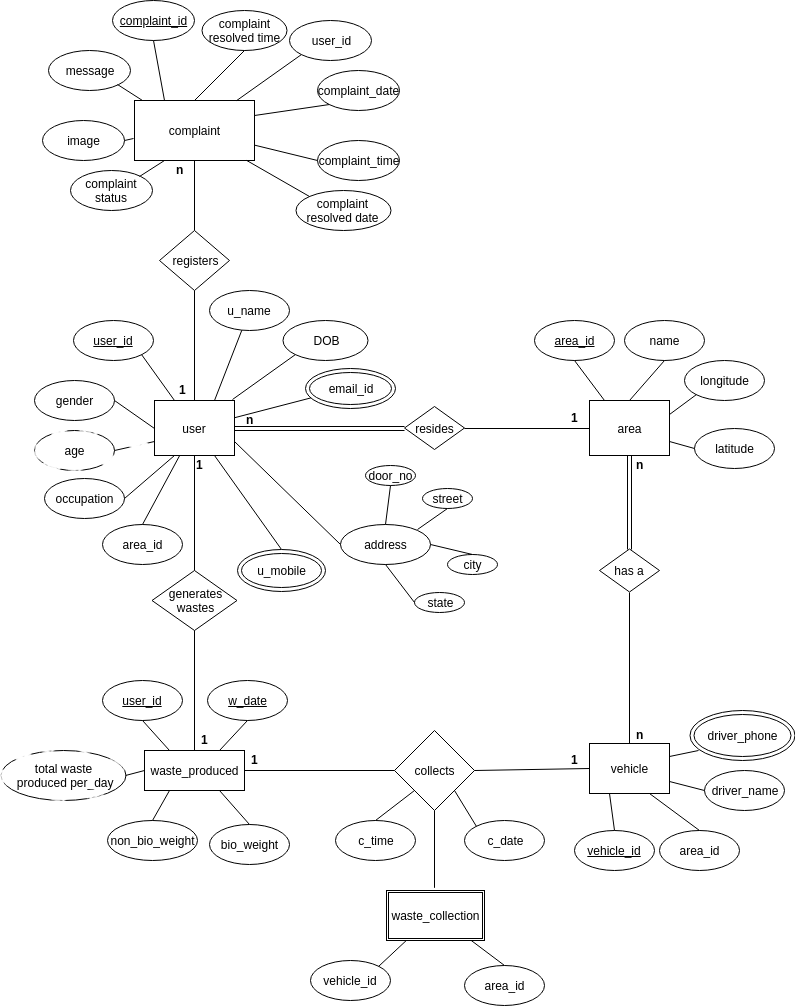 complaint_id
complaint
resolved time
user_id
message
complaint_date
complaint
image
complaint_time
n
complaint
status
complaint
resolved date
registers
u_name
user_id
DOB
area_id
name
email_id
longitude
1
gender
n
1
user
resides
area
age
latitude
1
n
door_no
street
occupation
area_id
address
city
u_mobile
has a
generates
wastes
state
user_id
w_date
1
n
driver_phone
1
1
total waste
produced per_day
waste_produced
collects
vehicle
driver_name
non_bio_weight
bio_weight
c_time
c_date
vehicle_id
area_id
waste_collection
vehicle_id
area_id